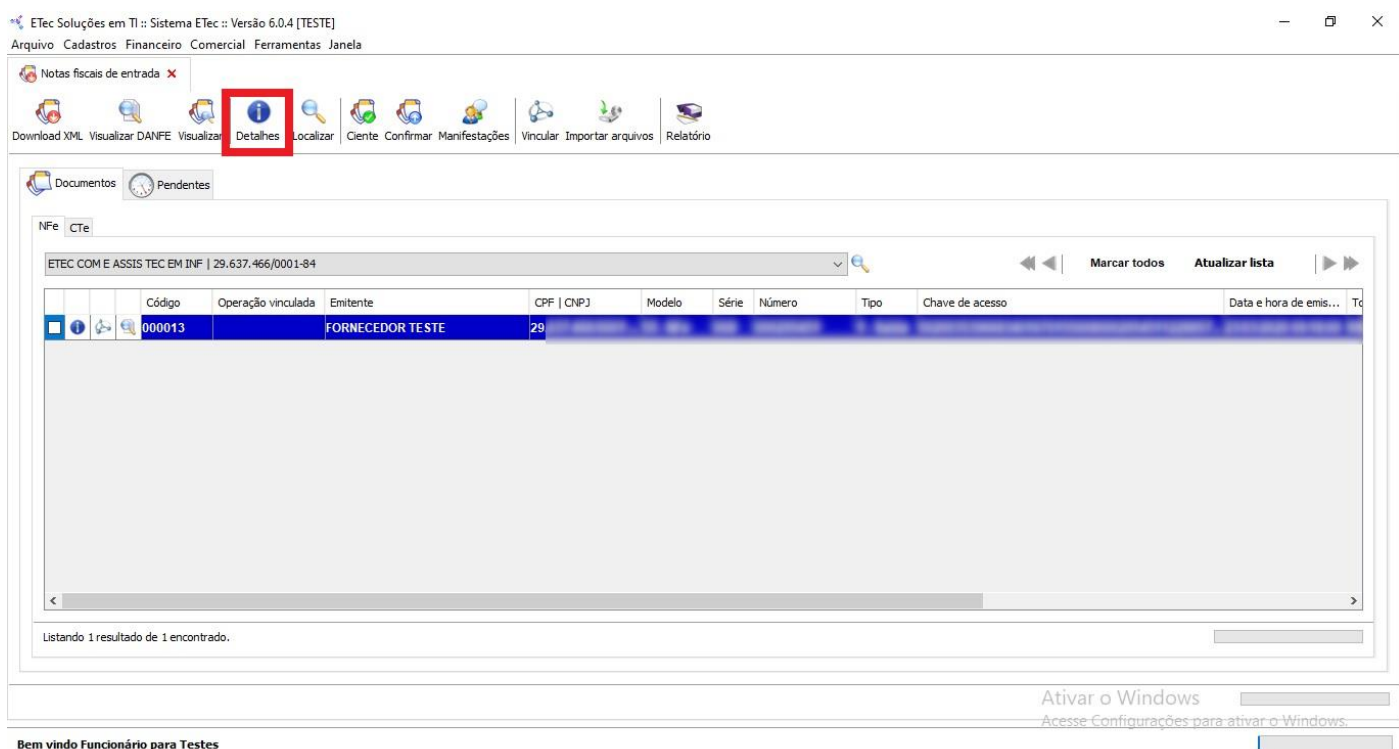 ETec Soluções em TI :: Sistema ETec :: Versão 6.0.4 [TESTE]
Arquivo Cadastros Financeiro Comercial Ferramentas Janela
Notas fiscais de entrada
Download XML Visualizar DANFE Visualizar Detalhes Localizar Ciente Confirmar Manifestações Vincular Importar arquivos Relatório
Documentos Pendentes
NFe CTe
ETEC COM E ASSIS TEC EM INF | 29.637.466/0001-84 Marcar todos Atualizar lista
Código Operação vinculada Emitente CPF | CNPJ Modelo Série Número Tipo Chave de acesso Data e hora de emis... To
000013 FORNECEDOR TESTE 29
Listando 1 resultado de 1 encontrado.
Ativar o Windows
Acesse Configurações para ativar o Windows.
Bem vindo Funcionário para Testes